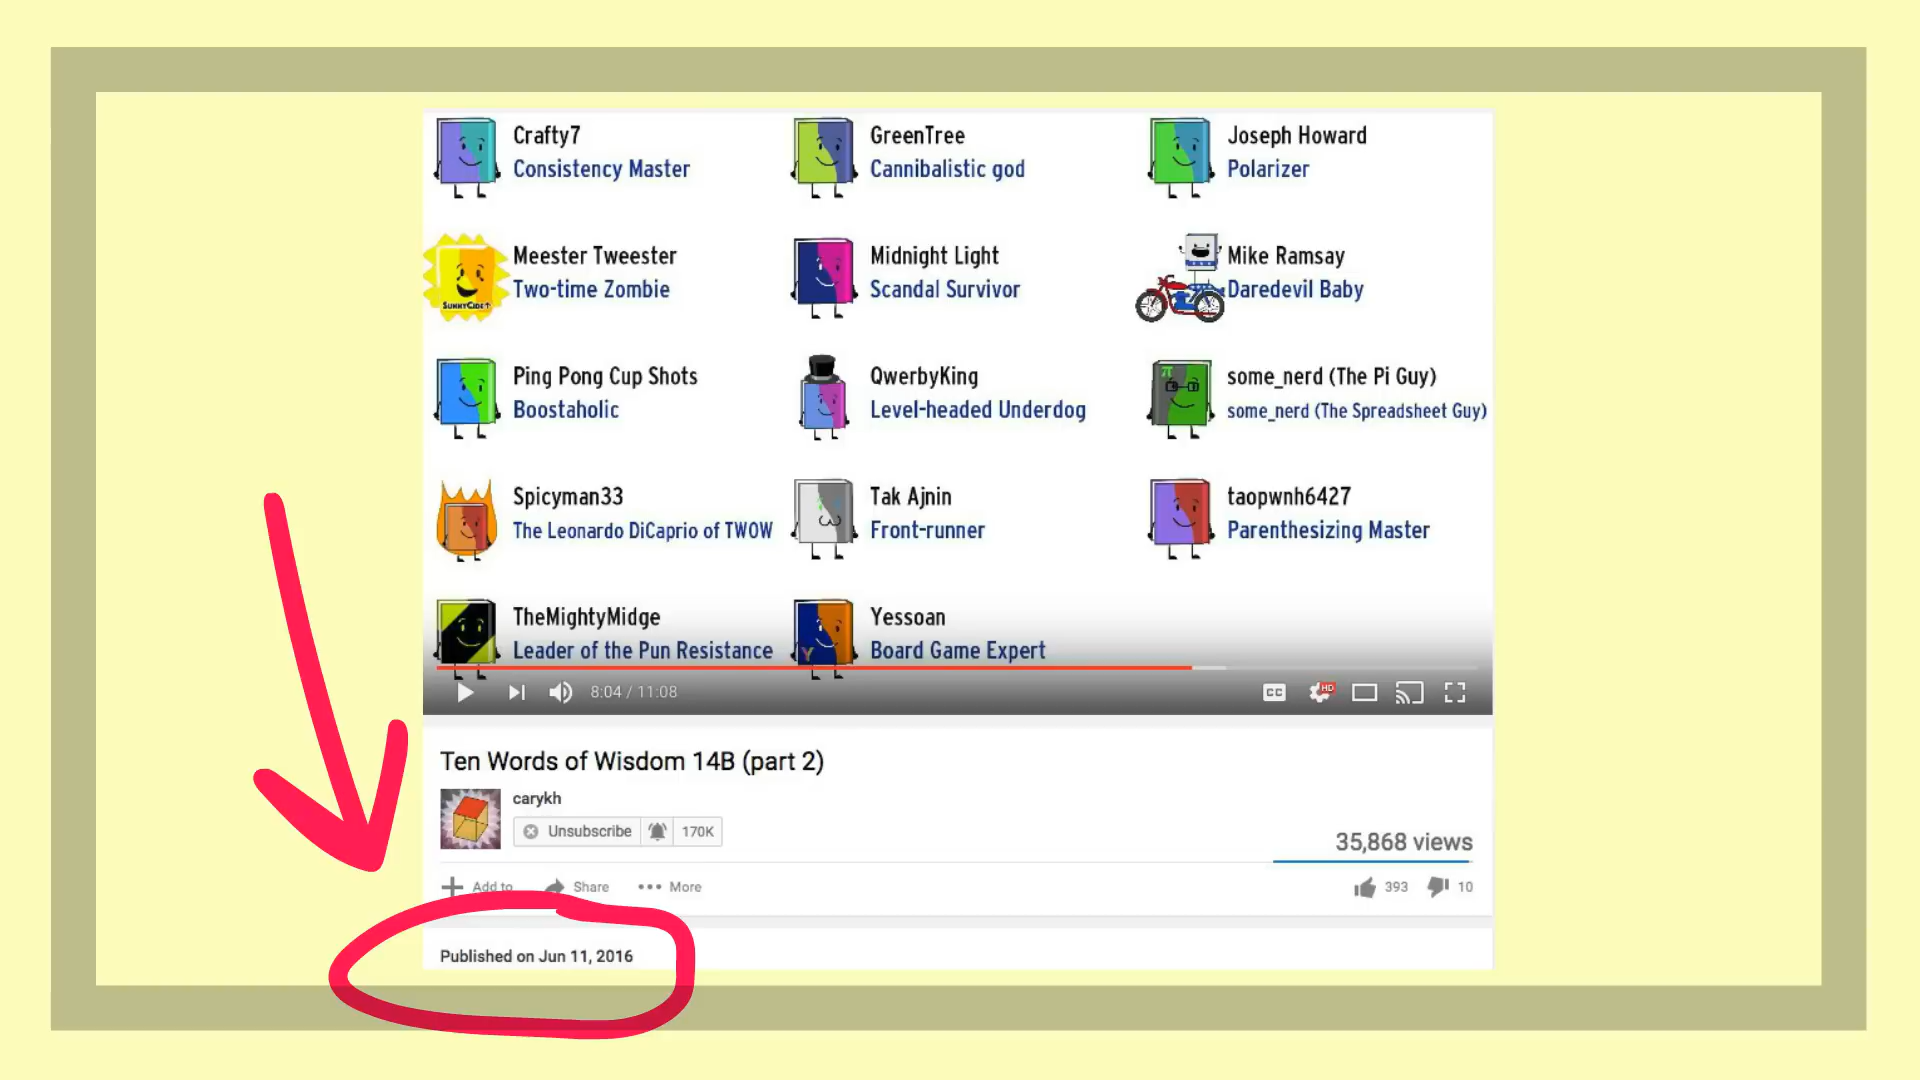 Crafty7
Consistency Master
GreenTree
Cannibalistic god
Joseph Howard
Polarizer
Meester Tweester
Two-time Zombie
SUNNYCIDE↑
Midnight Light
Scandal Survivor
Mike Ramsay
Daredevil Baby
Ping Pong Cup Shots
Boostaholic
QwerbyKing
Level-headed Underdog
π
some_nerd (The Pi Guy)
some_nerd (The Spreadsheet Guy)
Spicyman33
The Leonardo DiCaprio of TWOW
Tak Ajnin
Front-runner
taopwnh6427
Parenthesizing Master
TheMightyMidge
Leader of the Pun Resistance
Y
Yessoan
Board Game Expert
8:04 / 11:08
CC
HD
Ten Words of Wisdom 14B (part 2)
carykh
Unsubscribe
170K
35,868 views
Add to
Share
More
393
10
Published on Jun 11, 2016